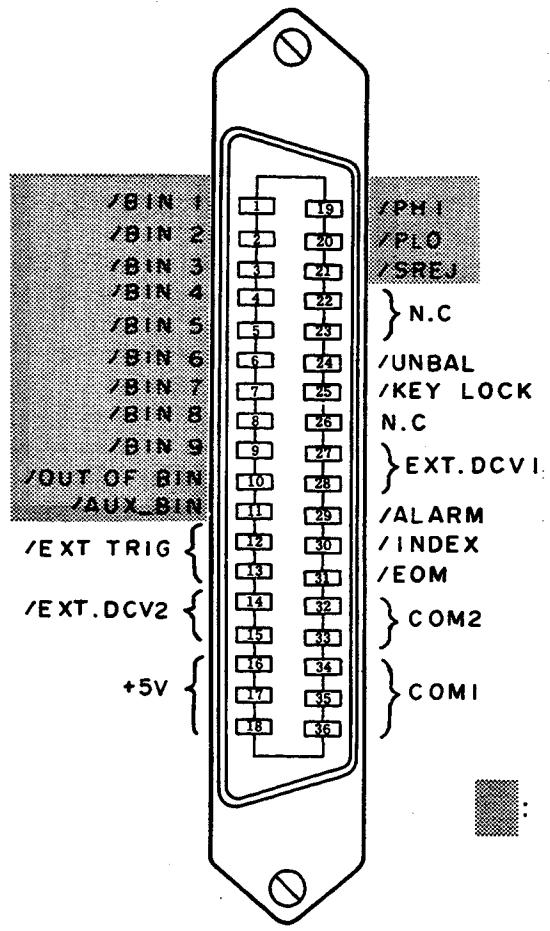 /BIN 1 1 19 /PHI
/BIN 2 2 20 /PLO
/BIN 3 3 21 /SREJ
/BIN 4 4 22
N.C
/BIN 5 5 23
/BIN 6 6 24 /UNBAL
/BIN 7 7 25 /KEY LOCK
/BIN 8 8 26 N.C
/BIN 9 9 27
EXT.DCV1
/OUT OF BIN 10 28
/AUX_BIN 11 29 /ALARM
/EXT TRIG 12 30 /INDEX
13 31 /EOM
/EXT.DCV2 14 32
COM2
15 33
+5V 16 34
17 35 COM1
18 36
: